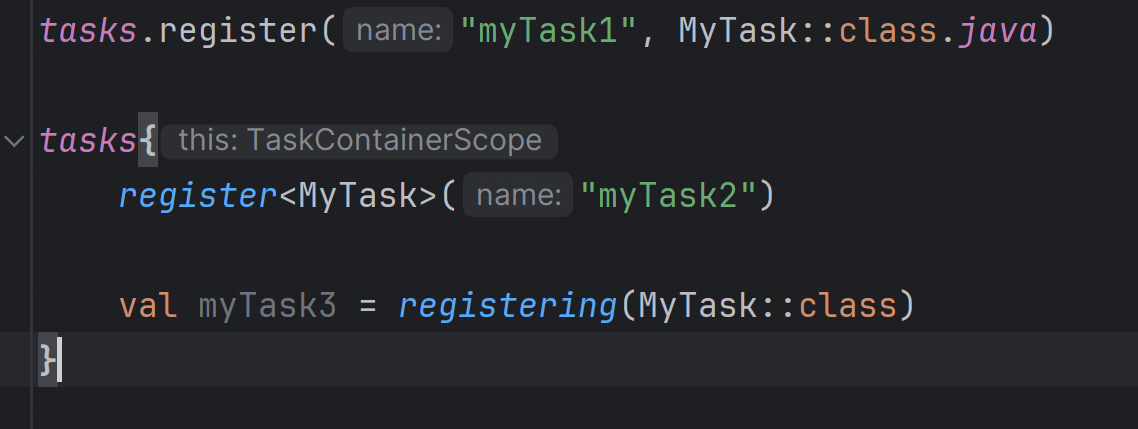 tasks.register( name: "myTask1", MyTask::class.java)
tasks{ this: TaskContainerScope
register<MyTask>( name: "myTask2")
val myTask3 = registering(MyTask::class)
}